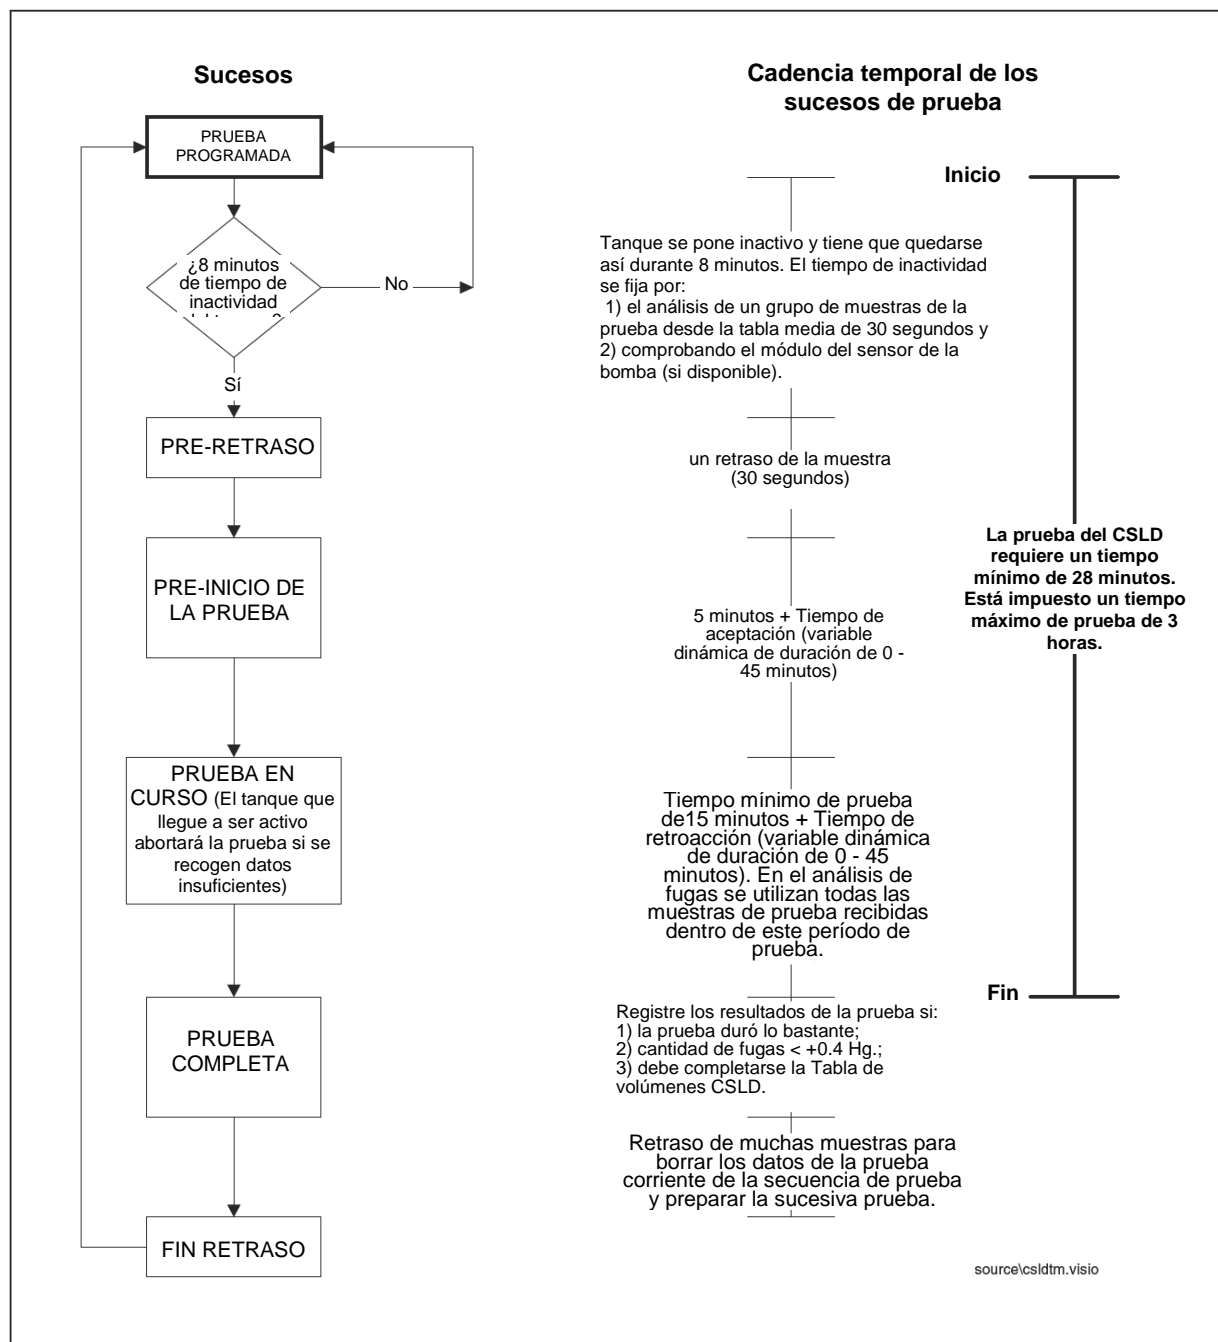 Sucesos
PRUEBA
PROGRAMADA
¿8 minutos
de tiempo de
inactividad
No
Sí
PRE-RETRASO
PRE-INICIO DE
LA PRUEBA
PRUEBA EN
CURSO (El tanque que
llegue a ser activo
abortará la prueba si se
recogen datos
insuficientes)
PRUEBA
COMPLETA
FIN RETRASO
Cadencia temporal de los
sucesos de prueba
Inicio
Tanque se pone inactivo y tiene que quedarse
así durante 8 minutos. El tiempo de inactividad
se fija por:
1) el análisis de un grupo de muestras de la
prueba desde la tabla media de 30 segundos y
2) comprobando el módulo del sensor de la
bomba (si disponible).
un retraso de la muestra
(30 segundos)
5 minutos + Tiempo de
aceptación (variable
dinámica de duración de 0 -
45 minutos)
Tiempo mínimo de prueba
de15 minutos + Tiempo de
retroacción (variable dinámica
de duración de 0 - 45
minutos). En el análisis de
fugas se utilizan todas las
muestras de prueba recibidas
dentro de este período de
prueba.
La prueba del CSLD
requiere un tiempo
mínimo de 28 minutos.
Está impuesto un tiempo
máximo de prueba de 3
horas.
Fin
Registre los resultados de la prueba si:
1) la prueba duró lo bastante;
2) cantidad de fugas < +0.4 Hg.;
3) debe completarse la Tabla de
volúmenes CSLD.
Retraso de muchas muestras para
borrar los datos de la prueba
corriente de la secuencia de prueba
y preparar la sucesiva prueba.
source\csldtm.visio